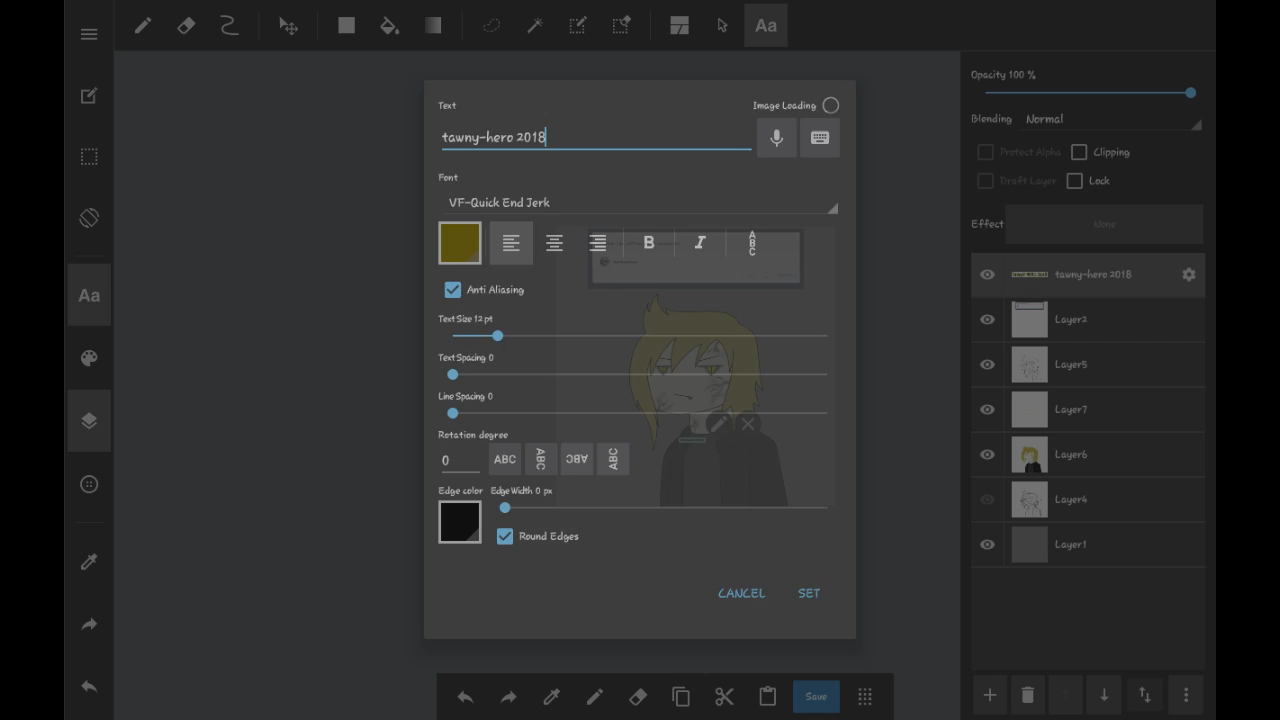 Aa
Opacity 100 %
Text
Image Loading
tawny-hero 2018
Blending
Normal
Protect Alpha
Clipping
Font
Draft Layer
Lock
VF-Quick End Jerk
Effect
None
B
I
ABC
Anti Aliasing
Aa
tawny-hero 2018
Text Size 12 pt
Layer2
Text Spacing 0
Layer5
Line Spacing 0
Layer7
Rotation degree
0
ABC
ABC
ABC
ABC
Layer6
Edge color
Edge Width 0 px
Layer4
Round Edges
Layer1
CANCEL
SET
Save